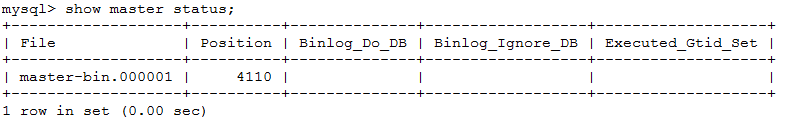 mysql> show master status;
+-------------------+----------+--------------+------------------+-------------------+
| File              | Position | Binlog_Do_DB | Binlog_Ignore_DB | Executed_Gtid_Set |
+-------------------+----------+--------------+------------------+-------------------+
| master-bin.000001 |     4110 |              |                  |                   |
+-------------------+----------+--------------+------------------+-------------------+
1 row in set (0.00 sec)